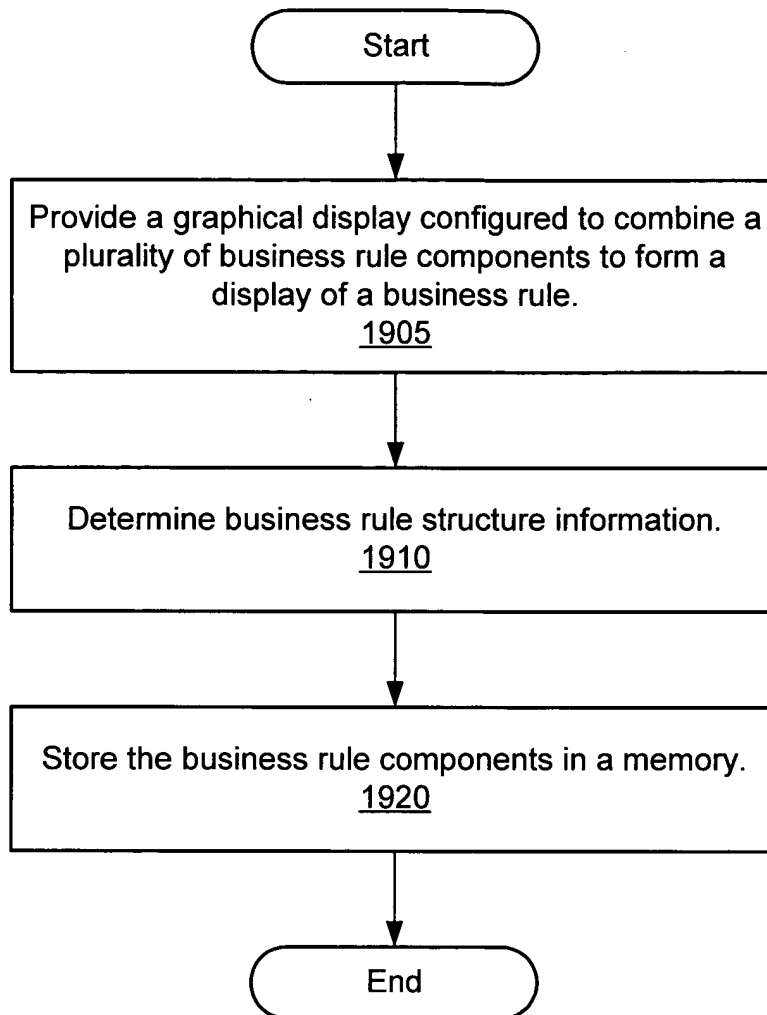 Start
Provide a graphical display configured to combine a
plurality of business rule components to form a
display of a business rule.
1905
Determine business rule structure information.
1910
Store the business rule components in a memory.
1920
End